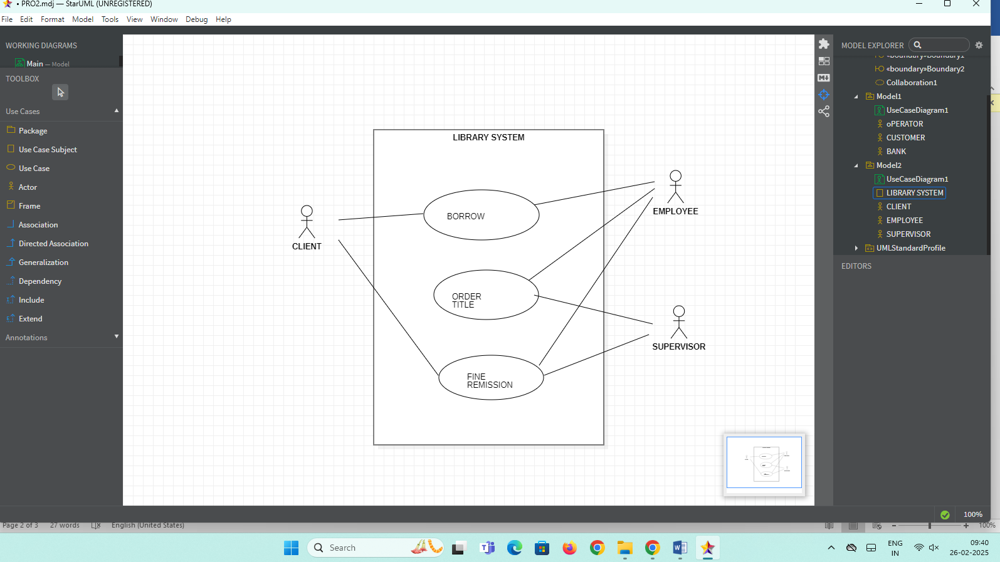 • PRO2.mdj — StarUML (UNREGISTERED)
File Edit Format Model Tools View Window Debug Help
WORKING DIAGRAMS
Main — Model
TOOLBOX
Use Cases
Package
Use Case Subject
Use Case
Actor
Frame
Association
Directed Association
Generalization
Dependency
Include
Extend
Annotations
LIBRARY SYSTEM
CLIENT
BORROW
ORDER
TITLE
FINE
REMISSION
EMPLOYEE
SUPERVISOR
MODEL EXPLORER
«boundary»Boundary1
«boundary»Boundary2
Collaboration1
Model1
UseCaseDiagram1
oPERATOR
CUSTOMER
BANK
Model2
UseCaseDiagram1
LIBRARY SYSTEM
CLIENT
EMPLOYEE
SUPERVISOR
UMLStandardProfile
EDITORS
100%
Page 2 of 3 27 words English (United States) 100%
Search
ENG
IN
09:40
26-02-2025